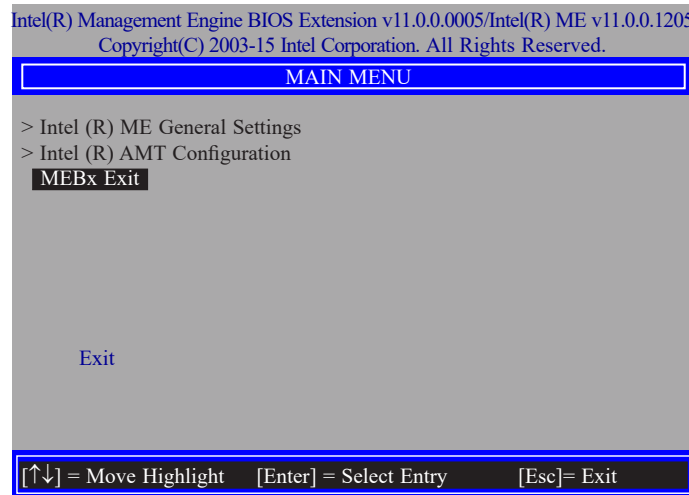 Intel(R) Management Engine BIOS Extension v11.0.0.0005/Intel(R) ME v11.0.0.1205
Copyright(C) 2003-15 Intel Corporation. All Rights Reserved.
MAIN MENU
> Intel (R) ME General Settings
> Intel (R) AMT Configuration
MEBx Exit
Exit
[↑↓] = Move Highlight [Enter] = Select Entry [Esc]= Exit